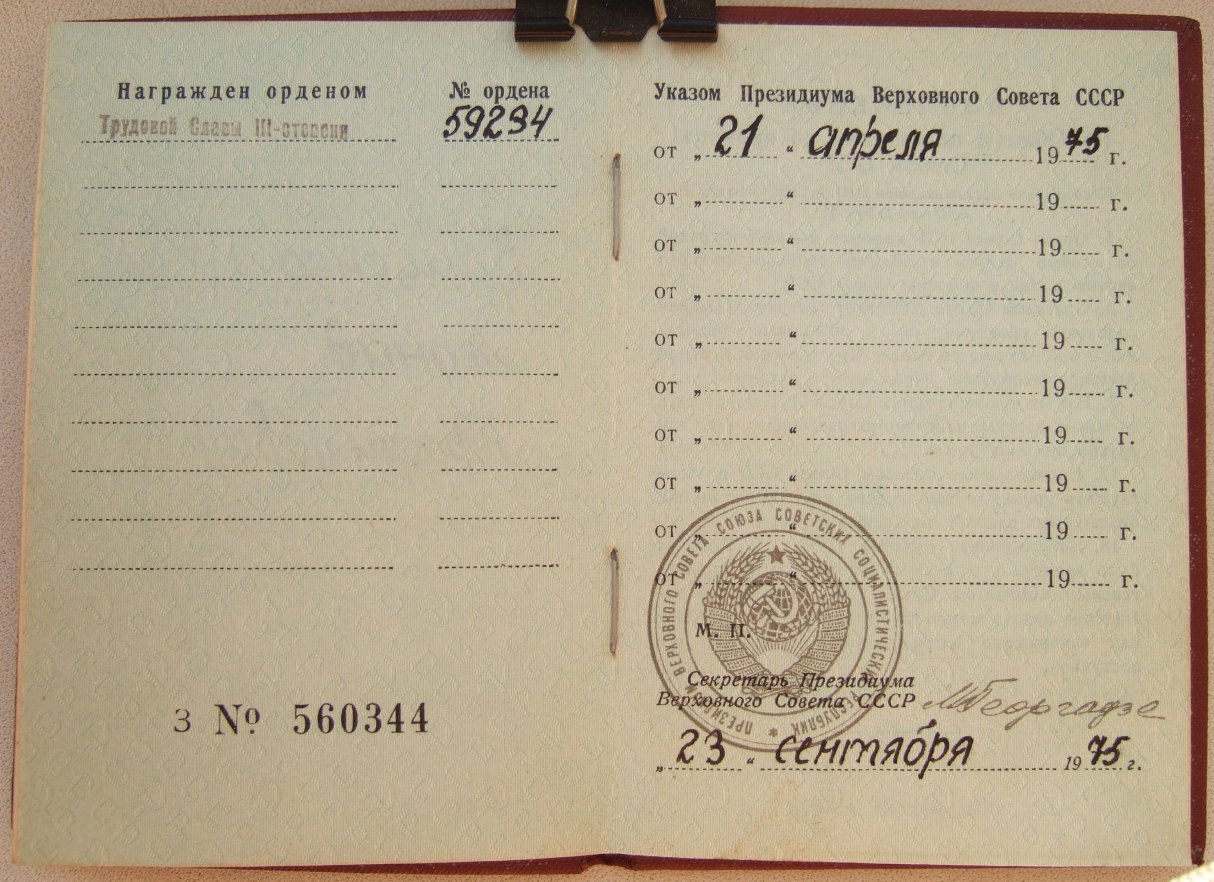 Награжден орденом
№ ордена
Трудовой Славы III-степени
59294
З № 560344
Указом Президиума Верховного Совета СССР
от „ 21 “ апреля 1975 г.
от „ “ 19 г.
от „ “ 19 г.
от „ “ 19 г.
от „ “ 19 г.
от „ “ 19 г.
от „ “ 19 г.
от „ “ 19 г.
от „ “ 19 г.
от „ “ 19 г.
ПРЕЗИДИУМ ВЕРХОВНОГО СОВЕТА СОЮЗА СОВЕТСКИХ СОЦИАЛИСТИЧЕСКИХ РЕСПУБЛИК *
М. П.
Секретарь Президиума
Верховного Совета СССР МГеоргадзе
„ 23 “ сентября 1975 г.